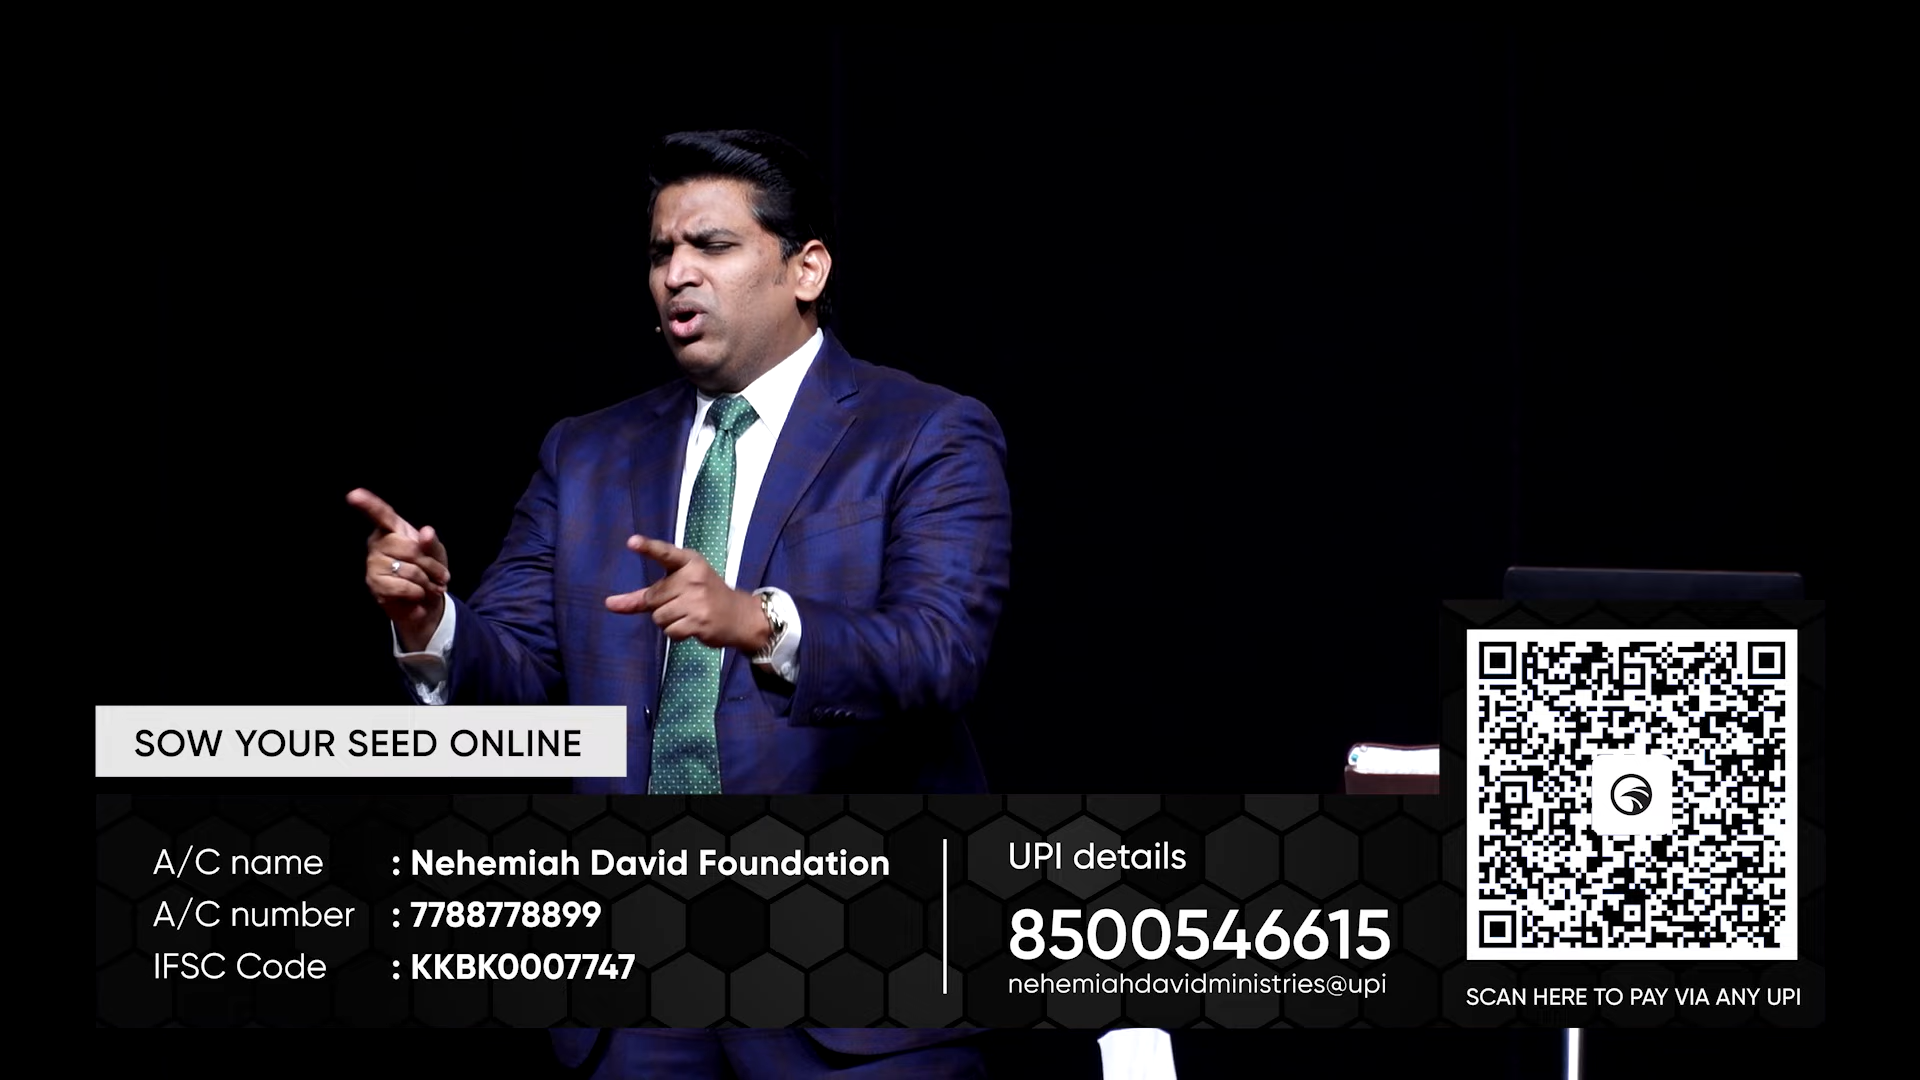 SOW YOUR SEED ONLINE
A/C name : Nehemiah David Foundation
A/C number : 7788778899
IFSC Code : KKBK0007747
UPI details
8500546615
nehemiahdavidministries@upi
SCAN HERE TO PAY VIA ANY UPI